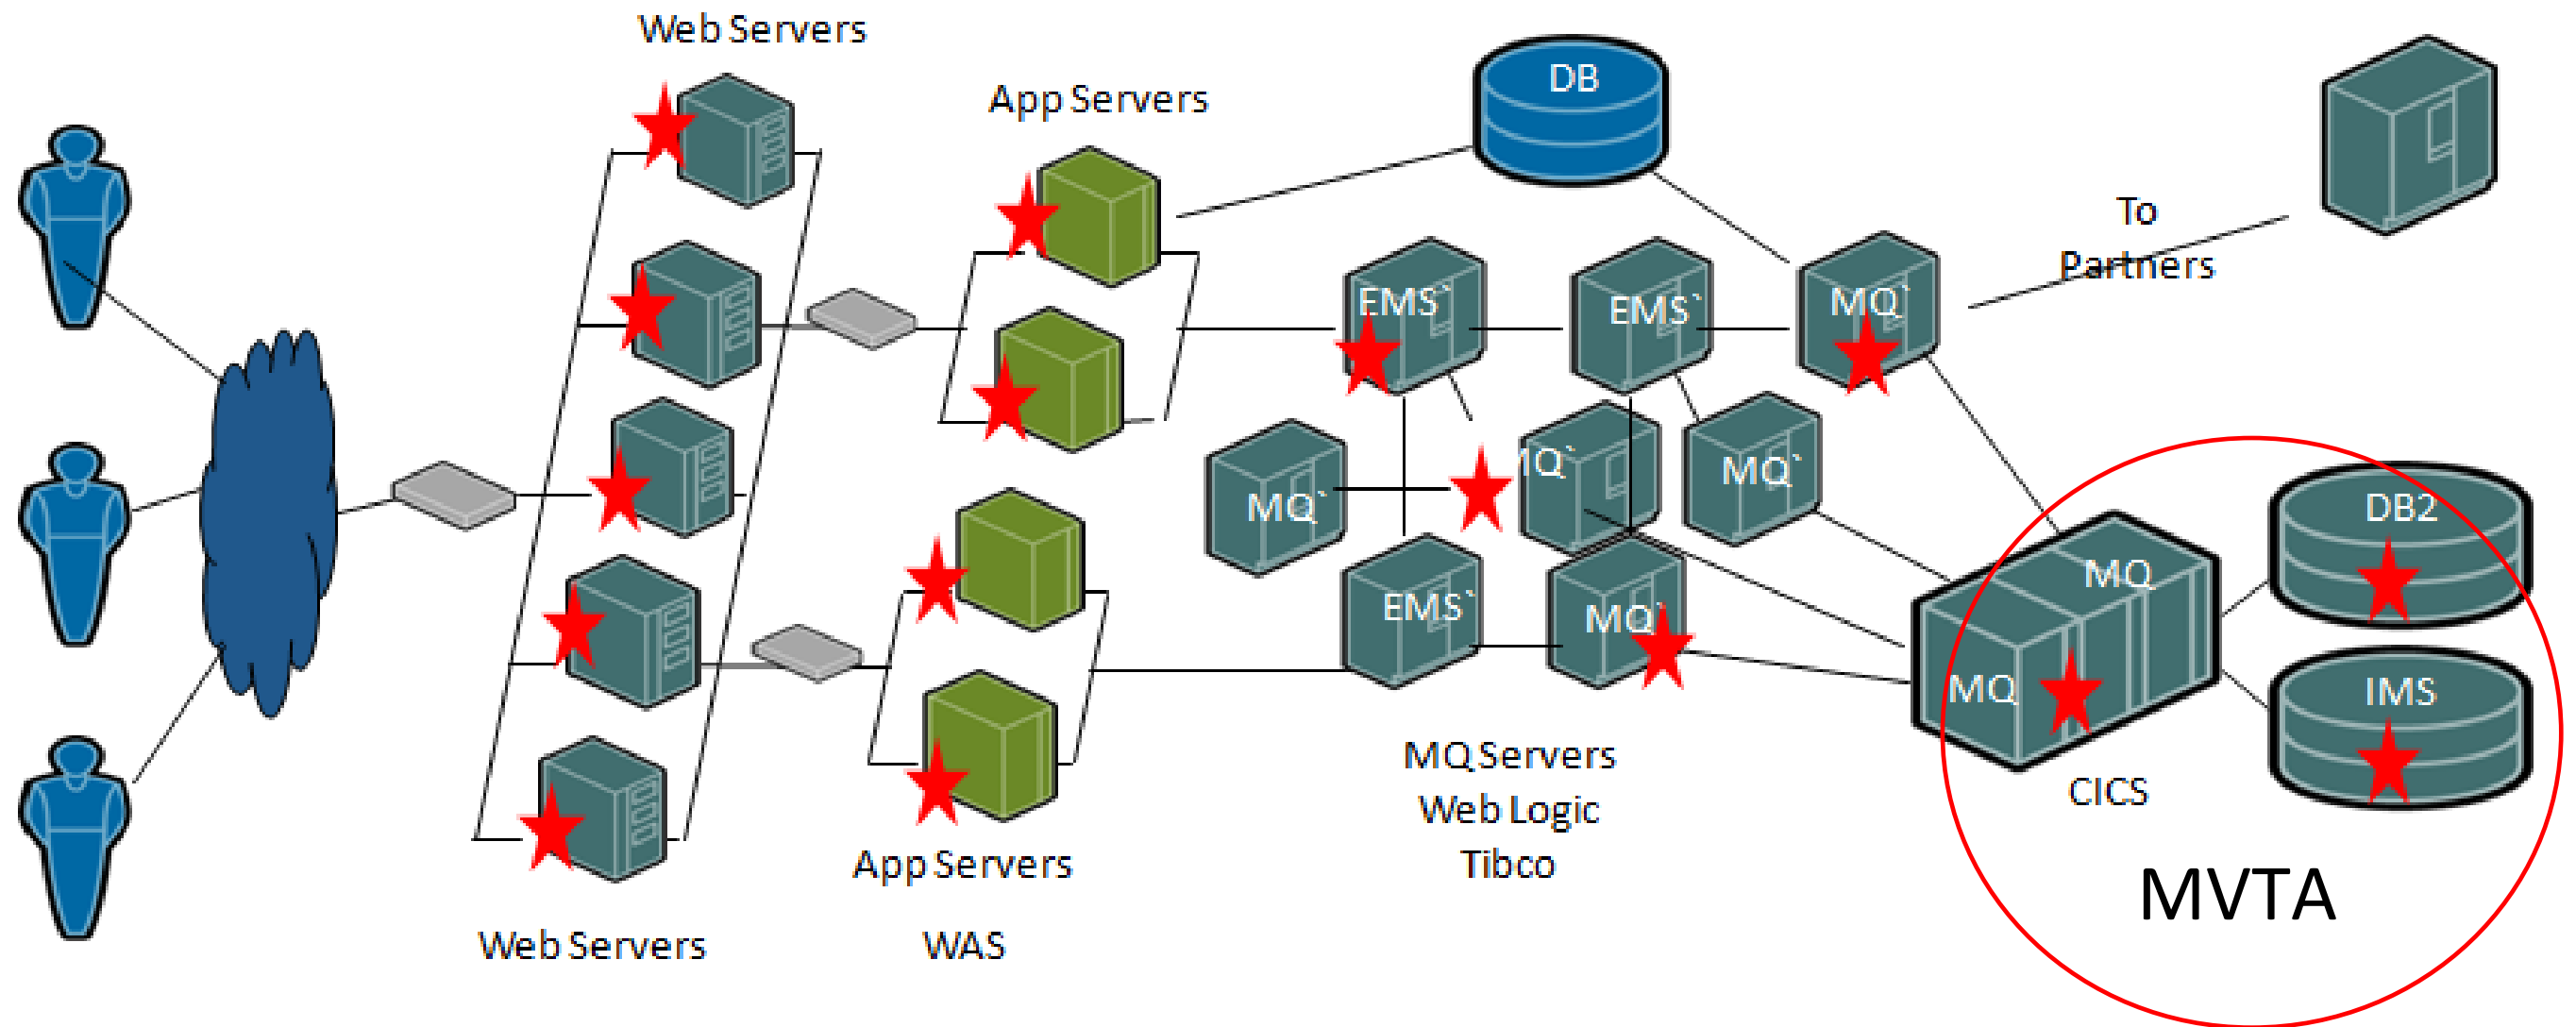 Web Servers
App Servers
DB
To
Partners
EMS`
EMS`
MQ`
MQ`
MQ`
MQ`
EMS`
MQ`
MQ
MQ
DB2
IMS
CICS
MQ Servers
Web Logic
Tibco
App Servers
WAS
Web Servers
MVTA